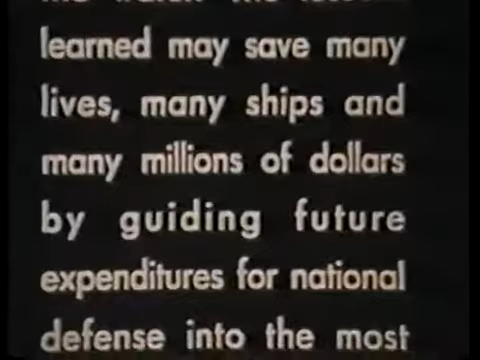 learned may save many
lives, many ships and
many millions of dollars
by guiding future
expenditures for national
defense into the most